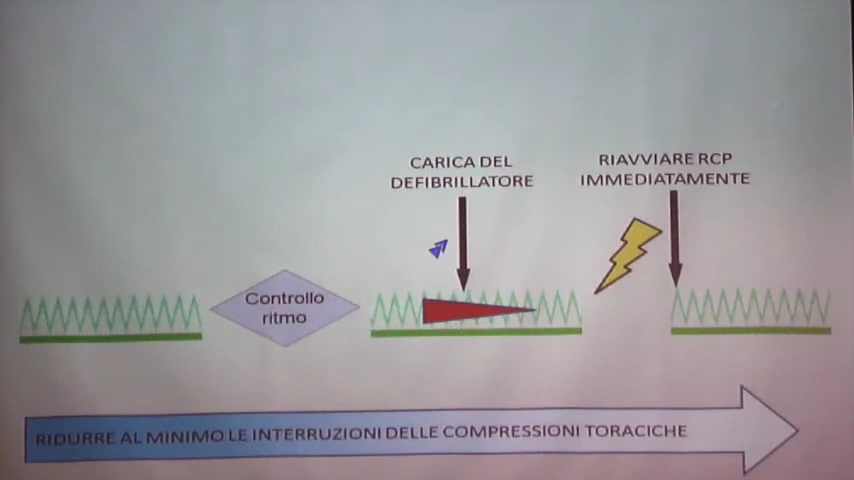 CARICA DEL
DEFIBRILLATORE
RIAVVIARE RCP
IMMEDIATAMENTE
Controllo
ritmo
RIDURRE AL MINIMO LE INTERRUZIONI DELLE COMPRESSIONI TORACICHE